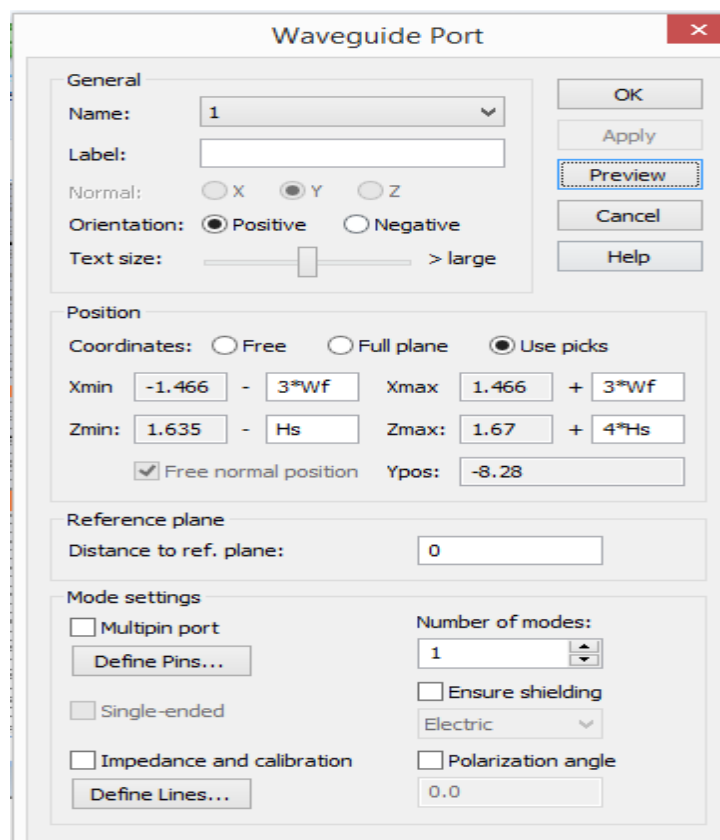 Waveguide Port
General
Name: 1
Label:
Normal: X Y Z
Orientation: Positive Negative
Text size: > large
OK
Apply
Preview
Cancel
Help
Position
Coordinates: Free Full plane Use picks
Xmin -1.466 - 3*Wf Xmax 1.466 + 3*Wf
Zmin: 1.635 - Hs Zmax: 1.67 + 4*Hs
Free normal position Ypos: -8.28
Reference plane
Distance to ref. plane: 0
Mode settings
Multipin port
Define Pins...
Single-ended
Impedance and calibration
Define Lines...
Number of modes:
1
Ensure shielding
Electric
Polarization angle
0.0